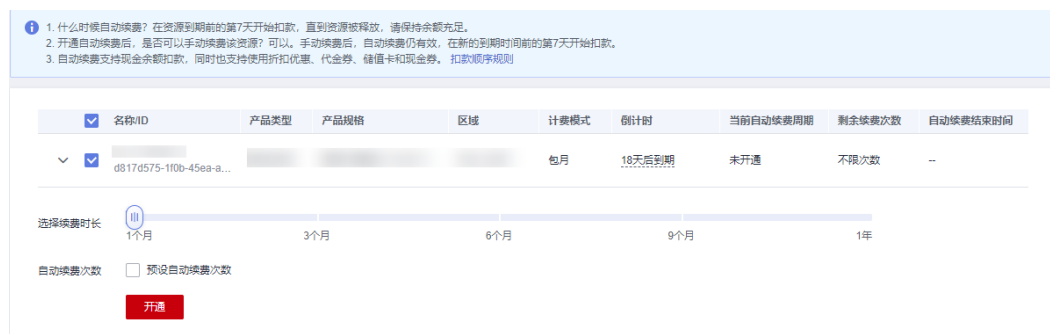 1. 什么时候自动续费？在资源到期前的第7天开始扣款，直到资源被释放，请保持余额充足。
2. 开通自动续费后，是否可以手动续费该资源？可以。手动续费后，自动续费仍有效，在新的到期时间前的第7天开始扣款。
3. 自动续费支持现金余额扣款，同时也支持使用折扣优惠、代金券、储值卡和现金券。 扣款顺序规则
名称/ID 产品类型 产品规格 区域 计费模式 倒计时 当前自动续费周期 剩余续费次数 自动续费结束时间
d817d575-1f0b-45ea-a... 包月 18天后到期 未开通 不限次数 --
选择续费时长
1个月 3个月 6个月 9个月 1年
自动续费次数 预设自动续费次数
开通